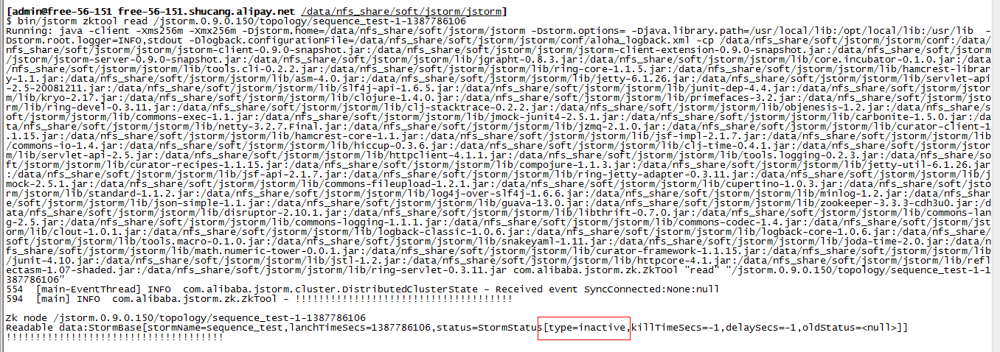 [admin@free-56-151 free-56-151.shucang.alipay.net /data/nfs_share/soft/jstorm/jstorm]
$ bin/jstorm zktool read /jstorm.0.9.0.150/topology/sequence_test-1-1387786106
Running: java -client -Xms256m -Xmx256m -Djstorm.home=/data/nfs_share/soft/jstorm/jstorm -Dstorm.options= -Djava.library.path=/usr/local/lib:/opt/local/lib:/usr/lib -
Dstorm.root.logger=INFO,stdout -Dlogback.configurationFile=/data/nfs_share/soft/jstorm/jstorm/conf/aloha_logback.xml -cp /data/nfs_share/soft/jstorm/jstorm/conf:/data/
nfs_share/soft/jstorm/jstorm/jstorm-client-0.9.0-snapshot.jar:/data/nfs_share/soft/jstorm/jstorm/jstorm-client-extension-0.9.0-snapshot.jar:/data/nfs_share/soft/jstorm
/jstorm/jstorm-server-0.9.0-snapshot.jar:/data/nfs_share/soft/jstorm/jstorm/lib/jgrapht-0.8.3.jar:/data/nfs_share/soft/jstorm/jstorm/lib/core.incubator-0.1.0.jar:/data
/nfs_share/soft/jstorm/jstorm/lib/tools.cli-0.2.2.jar:/data/nfs_share/soft/jstorm/jstorm/lib/ring-core-1.1.5.jar:/data/nfs_share/soft/jstorm/jstorm/lib/hamcrest-librar
y-1.1.jar:/data/nfs_share/soft/jstorm/jstorm/lib/asm-4.0.jar:/data/nfs_share/soft/jstorm/jstorm/lib/jetty-6.1.26.jar:/data/nfs_share/soft/jstorm/jstorm/lib/servlet-api
-2.5-20081211.jar:/data/nfs_share/soft/jstorm/jstorm/lib/slf4j-api-1.6.5.jar:/data/nfs_share/soft/jstorm/jstorm/lib/junit-dep-4.4.jar:/data/nfs_share/soft/jstorm/jstor
m/lib/kryo-2.17.jar:/data/nfs_share/soft/jstorm/jstorm/lib/clojure-1.4.0.jar:/data/nfs_share/soft/jstorm/jstorm/lib/primefaces-3.2.jar:/data/nfs_share/soft/jstorm/jsto
rm/lib/ring-devel-0.3.11.jar:/data/nfs_share/soft/jstorm/jstorm/lib/clj-stacktrace-0.2.2.jar:/data/nfs_share/soft/jstorm/jstorm/lib/objenesis-1.2.jar:/data/nfs_share/s
oft/jstorm/jstorm/lib/commons-exec-1.1.jar:/data/nfs_share/soft/jstorm/jstorm/lib/jmock-junit4-2.5.1.jar:/data/nfs_share/soft/jstorm/jstorm/lib/carbonite-1.5.0.jar:/da
ta/nfs_share/soft/jstorm/jstorm/lib/netty-3.2.7.Final.jar:/data/nfs_share/soft/jstorm/jstorm/lib/jzmq-2.1.0.jar:/data/nfs_share/soft/jstorm/jstorm/lib/curator-client-1
.1.15.jar:/data/nfs_share/soft/jstorm/jstorm/lib/hamcrest-core-1.1.jar:/data/nfs_share/soft/jstorm/jstorm/lib/jsf-impl-2.1.7.jar:/data/nfs_share/soft/jstorm/jstorm/lib
/commons-io-1.4.jar:/data/nfs_share/soft/jstorm/jstorm/lib/hiccup-0.3.6.jar:/data/nfs_share/soft/jstorm/jstorm/lib/clj-time-0.4.1.jar:/data/nfs_share/soft/jstorm/jstor
m/lib/servlet-api-2.5.jar:/data/nfs_share/soft/jstorm/jstorm/lib/httpclient-4.1.1.jar:/data/nfs_share/soft/jstorm/jstorm/lib/tools.logging-0.2.3.jar:/data/nfs_share/so
ft/jstorm/jstorm/lib/curator-recipes-1.1.15.jar:/data/nfs_share/soft/jstorm/jstorm/lib/compojure-1.1.3.jar:/data/nfs_share/soft/jstorm/jstorm/lib/jetty-util-6.1.26.jar
:/data/nfs_share/soft/jstorm/jstorm/lib/jsf-api-2.1.7.jar:/data/nfs_share/soft/jstorm/jstorm/lib/ring-jetty-adapter-0.3.11.jar:/data/nfs_share/soft/jstorm/jstorm/lib/j
mock-2.5.1.jar:/data/nfs_share/soft/jstorm/jstorm/lib/commons-fileupload-1.2.1.jar:/data/nfs_share/soft/jstorm/jstorm/lib/cupertino-1.0.3.jar:/data/nfs_share/soft/jsto
rm/jstorm/lib/standard-1.1.2.jar:/data/nfs_share/soft/jstorm/jstorm/lib/log4j-over-slf4j-1.6.6.jar:/data/nfs_share/soft/jstorm/jstorm/lib/minlog-1.2.jar:/data/nfs_shar
e/soft/jstorm/jstorm/lib/json-simple-1.1.jar:/data/nfs_share/soft/jstorm/jstorm/lib/guava-13.0.jar:/data/nfs_share/soft/jstorm/jstorm/lib/zookeeper-3.3.3-cdh3u0.jar:/d
ata/nfs_share/soft/jstorm/jstorm/lib/disruptor-2.10.1.jar:/data/nfs_share/soft/jstorm/jstorm/lib/libthrift-0.7.0.jar:/data/nfs_share/soft/jstorm/jstorm/lib/commons-lan
g-2.5.jar:/data/nfs_share/soft/jstorm/jstorm/lib/commons-logging-1.1.1.jar:/data/nfs_share/soft/jstorm/jstorm/lib/commons-codec-1.4.jar:/data/nfs_share/soft/jstorm/jst
orm/lib/clout-1.0.1.jar:/data/nfs_share/soft/jstorm/jstorm/lib/logback-classic-1.0.6.jar:/data/nfs_share/soft/jstorm/jstorm/lib/logback-core-1.0.6.jar:/data/nfs_share/
soft/jstorm/jstorm/lib/tools.macro-0.1.0.jar:/data/nfs_share/soft/jstorm/jstorm/lib/snakeyaml-1.11.jar:/data/nfs_share/soft/jstorm/jstorm/lib/joda-time-2.0.jar:/data/n
fs_share/soft/jstorm/jstorm/lib/math.numeric-tower-0.0.1.jar:/data/nfs_share/soft/jstorm/jstorm/lib/curator-framework-1.1.15.jar:/data/nfs_share/soft/jstorm/jstorm/lib
/junit-4.10.jar:/data/nfs_share/soft/jstorm/jstorm/lib/jstl-1.2.jar:/data/nfs_share/soft/jstorm/jstorm/lib/httpcore-4.1.jar:/data/nfs_share/soft/jstorm/jstorm/lib/refl
ectasm-1.07-shaded.jar:/data/nfs_share/soft/jstorm/jstorm/lib/ring-servlet-0.3.11.jar com.alibaba.jstorm.zk.ZkTool "read" "/jstorm.0.9.0.150/topology/sequence_test-1-1
387786106"
554 [main-EventThread] INFO com.alibaba.jstorm.cluster.DistributedClusterState - Received event SyncConnected:None:null
594 [main] INFO com.alibaba.jstorm.zk.ZkTool - !!!!!!!!!!!!!!!!!!!!!!!!!!!!!!!!!!!!!
Zk node /jstorm.0.9.0.150/topology/sequence_test-1-1387786106
Readable data:StormBase[stormName=sequence_test,lanchTimeSecs=1387786106,status=StormStatus[type=inactive,killTimeSecs=-1,delaySecs=-1,oldStatus=<null>]]
!!!!!!!!!!!!!!!!!!!!!!!!!!!!!!!!!!!!!